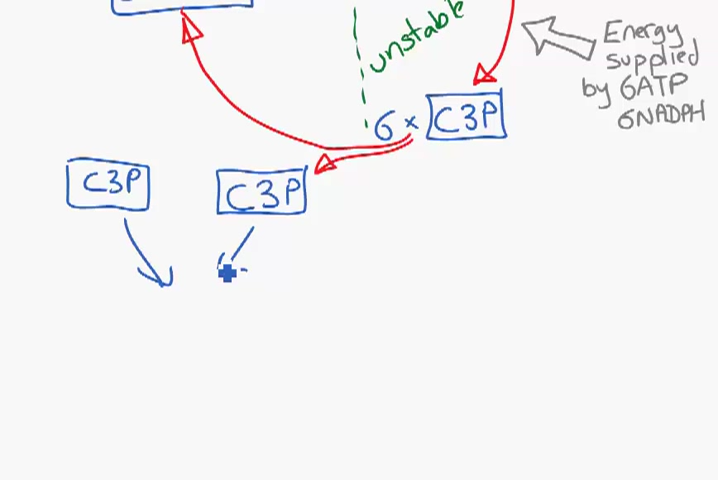 unstable
Energy
supplied
by 6ATP
6NADPH
6 × C3P
C3P
C3P